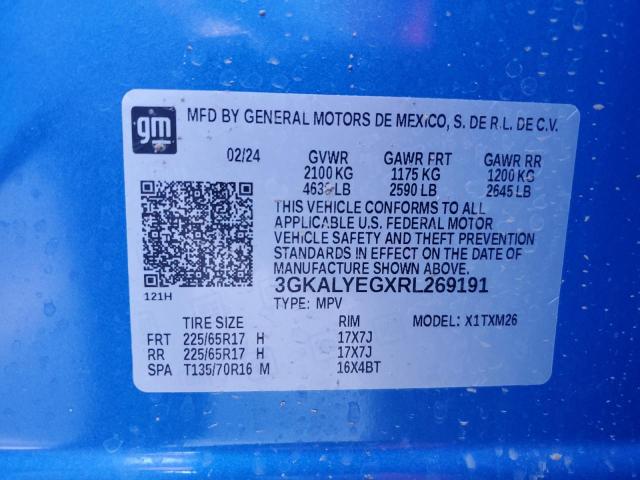 gm
MFD BY GENERAL MOTORS DE MEXICO, S. DE R.L. DE C.V.
02/24 GVWR GAWR FRT GAWR RR
2100 KG 1175 KG 1200 KG
LB 2590 LB 2645 LB
THIS VEHICLE CONFORMS TO ALL
APPLICABLE U.S. FEDERAL MOTOR
VEHICLE SAFETY AND THEFT PREVENTION
STANDARDS IN EFFECT ON THE DATE OF
MANUFACTURE SHOWN ABOVE.
3GKALYEGXRL269191
121H
TYPE: MPV
TIRE SIZE RIM MODEL: X1TXM26
FRT 225/65R17 H 17X7J
RR 225/65R17 H 17X7J
SPA T135/70R16 M 16X4BT